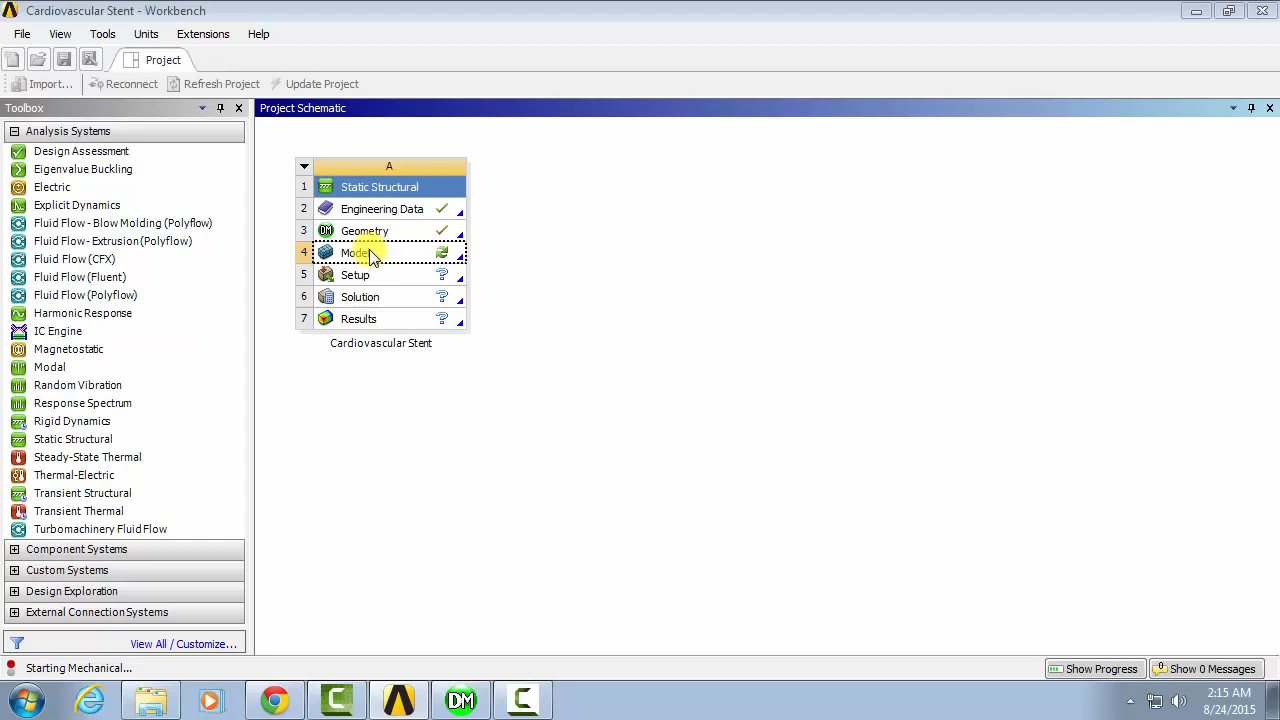 Cardiovascular Stent - Workbench
File View Tools Units Extensions Help
Project
Import... Reconnect Refresh Project Update Project
Toolbox
Project Schematic
Analysis Systems
Design Assessment
Eigenvalue Buckling
Electric
Explicit Dynamics
Fluid Flow - Blow Molding (Polyflow)
Fluid Flow - Extrusion (Polyflow)
Fluid Flow (CFX)
Fluid Flow (Fluent)
Fluid Flow (Polyflow)
Harmonic Response
IC Engine
Magnetostatic
Modal
Random Vibration
Response Spectrum
Rigid Dynamics
Static Structural
Steady-State Thermal
Thermal-Electric
Transient Structural
Transient Thermal
Turbomachinery Fluid Flow
Component Systems
Custom Systems
Design Exploration
External Connection Systems
View All / Customize...
A
1 Static Structural
2 Engineering Data
3 DM Geometry
4 Model
5 Setup ?
6 Solution ?
7 Results ?
Cardiovascular Stent
Starting Mechanical...
Show Progress Show 0 Messages
DM
2:15 AM
8/24/2015